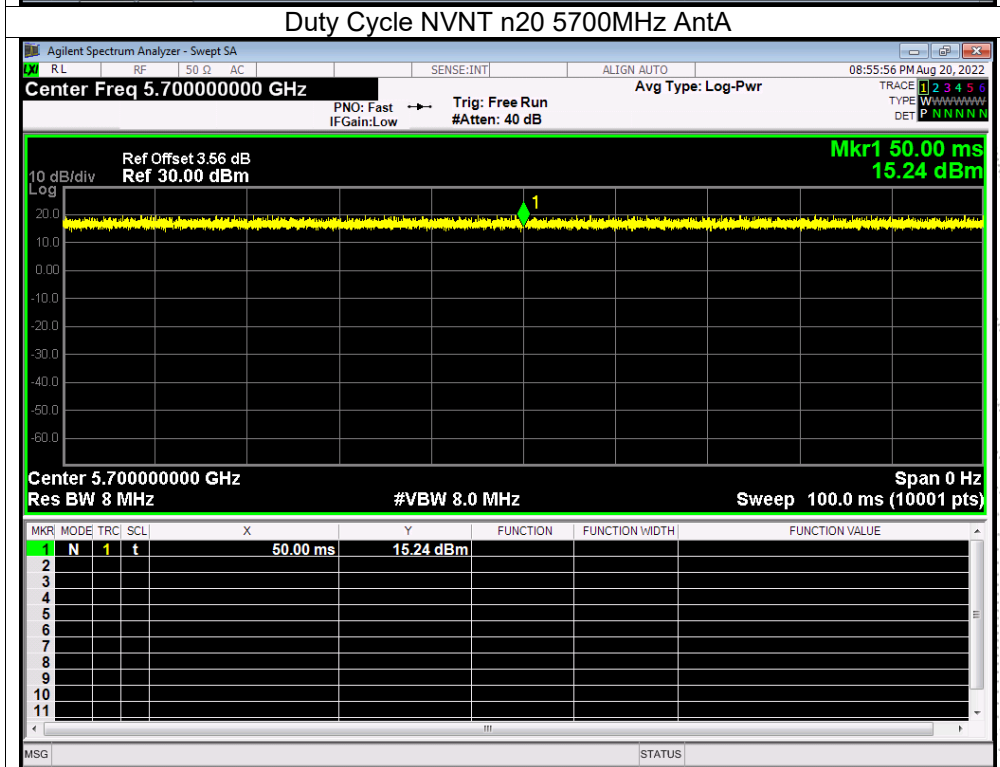 Duty Cycle NVNT n20 5700MHz AntA
Agilent Spectrum Analyzer - Swept SA
LXI RL RF 50 Ω AC SENSE:INT ALIGN AUTO 08:55:56 PM Aug 20, 2022
Center Freq 5.700000000 GHz Avg Type: Log-Pwr TRACE 1 2 3 4 5 6
PNO: Fast Trig: Free Run TYPE WWWWWW
IFGain:Low #Atten: 40 dB DET P N N N N N
Mkr1 50.00 ms
15.24 dBm
Ref Offset 3.56 dB
10 dB/div Ref 30.00 dBm
Log
1
20.0
10.0
0.00
-10.0
-20.0
-30.0
-40.0
-50.0
-60.0
Center 5.700000000 GHz Span 0 Hz
Res BW 8 MHz #VBW 8.0 MHz Sweep 100.0 ms (10001 pts)
MKR MODE TRC SCL X Y FUNCTION FUNCTION WIDTH FUNCTION VALUE
1 N 1 t 50.00 ms 15.24 dBm
2
3
4
5
6
7
8
9
10
11
MSG STATUS